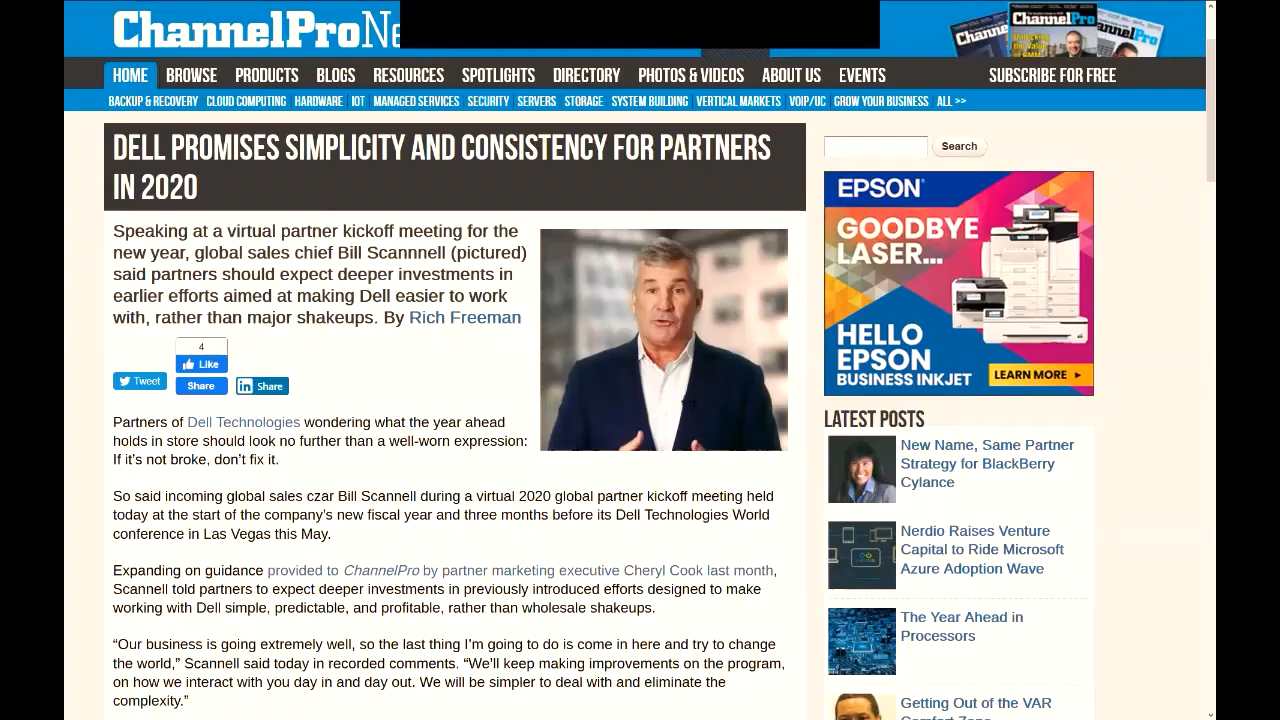 ChannelProNe
ChannelPro
ChannelPro
HOME BROWSE PRODUCTS BLOGS RESOURCES SPOTLIGHTS DIRECTORY PHOTOS & VIDEOS ABOUT US EVENTS SUBSCRIBE FOR FREE
BACKUP & RECOVERY CLOUD COMPUTING HARDWARE IOT MANAGED SERVICES SECURITY SERVERS STORAGE SYSTEM BUILDING VERTICAL MARKETS VOIP/UC GROW YOUR BUSINESS ALL >>
DELL PROMISES SIMPLICITY AND CONSISTENCY FOR PARTNERS
IN 2020
Speaking at a virtual partner kickoff meeting for the
new year, global sales chief Bill Scannnell (pictured)
said partners should expect deeper investments in
earlier efforts aimed at making Dell easier to work
with, rather than major shakeups. By Rich Freeman
4
Like
Tweet
Share
Share
Partners of Dell Technologies wondering what the year ahead
holds in store should look no further than a well-worn expression:
If it’s not broke, don’t fix it.
So said incoming global sales czar Bill Scannell during a virtual 2020 global partner kickoff meeting held
today at the start of the company’s new fiscal year and three months before its Dell Technologies World
conference in Las Vegas this May.
Expanding on guidance provided to ChannelPro by partner marketing executive Cheryl Cook last month,
Scannell told partners to expect deeper investments in previously introduced efforts designed to make
working with Dell simple, predictable, and profitable, rather than wholesale shakeups.
“Our business is going extremely well, so the last thing I’m going to do is come in here and try to change
the world,” Scannell said today in recorded comments. “We’ll keep making improvements on the program,
on how we interact with you day in and day out. We will be simpler to deal with and eliminate the
complexity.”
Search
EPSON
GOODBYE
LASER...
HELLO
EPSON
BUSINESS INKJET
LEARN MORE ►
LATEST POSTS
New Name, Same Partner
Strategy for BlackBerry
Cylance
Nerdio Raises Venture
Capital to Ride Microsoft
Azure Adoption Wave
The Year Ahead in
Processors
Getting Out of the VAR
Comfort Zone